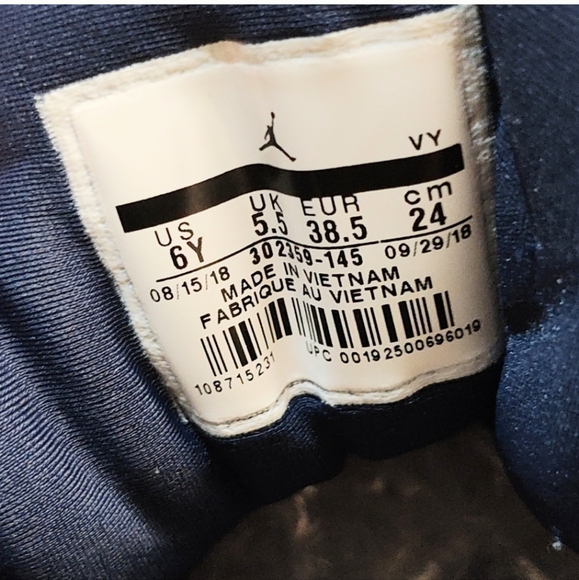 VY
US UK EUR cm
6Y 5.5 38.5 24
08/15/18 302359-145 09/29/18
MADE IN VIETNAM
FABRIQUE AU VIETNAM
108715231 UPC 00192500696019